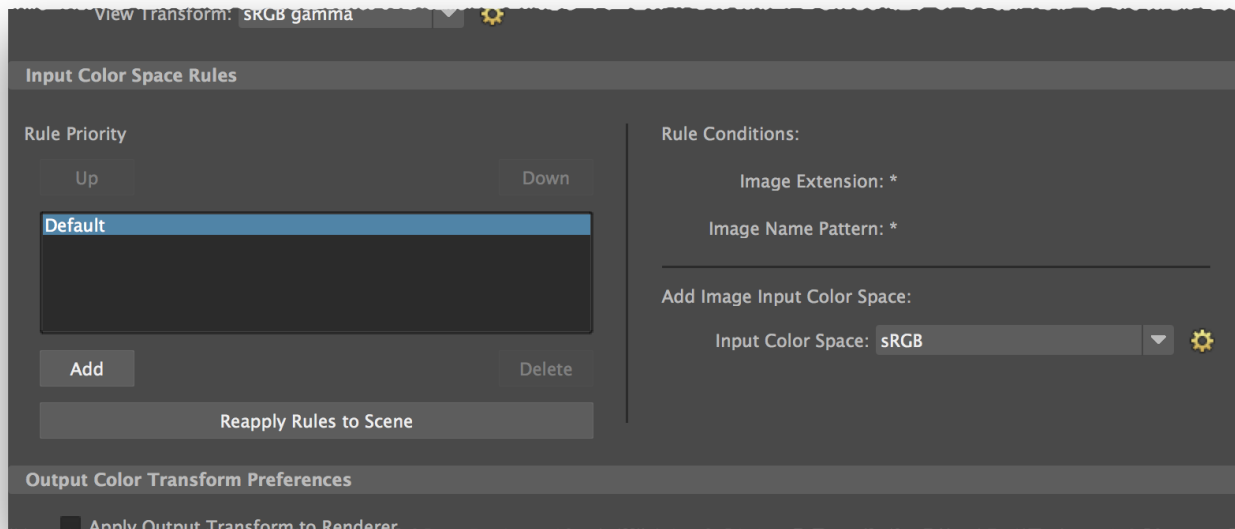 View Transform: sRGB gamma
Input Color Space Rules
Rule Priority
Up
Down
Default
Add
Delete
Reapply Rules to Scene
Rule Conditions:
Image Extension: *
Image Name Pattern: *
Add Image Input Color Space:
Input Color Space: sRGB
Output Color Transform Preferences
Apply Output Transform to Renderer